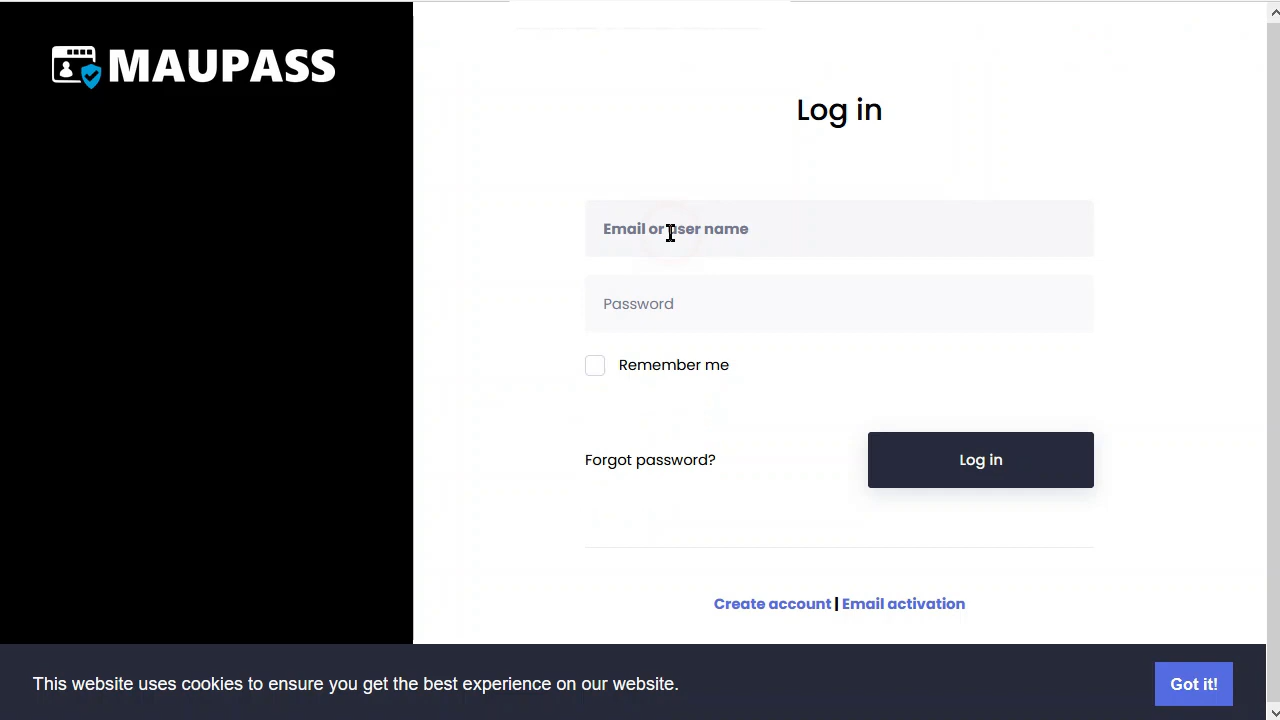 MAUPASS
Log in
Email or user name
Password
Remember me
Forgot password?
Log in
Create account | Email activation
This website uses cookies to ensure you get the best experience on our website.
Got it!